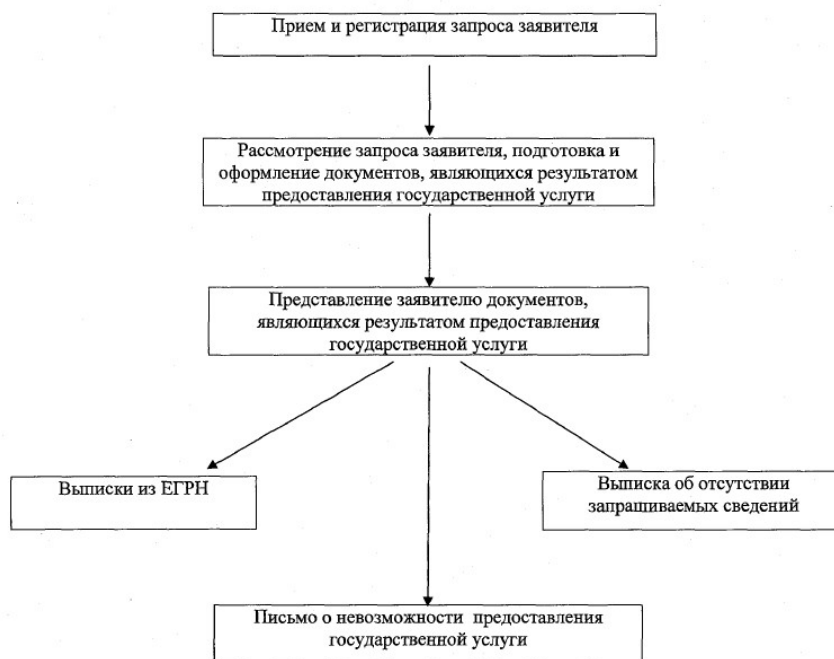 Прием и регистрация запроса заявителя
Рассмотрение запроса заявителя, подготовка и
оформление документов, являющихся результатом
предоставления государственной услуги
Представление заявителю документов,
являющихся результатом предоставления
государственной услуги
Выписки из ЕГРН
Выписка об отсутствии
запрашиваемых сведений
Письмо о невозможности предоставления
государственной услуги